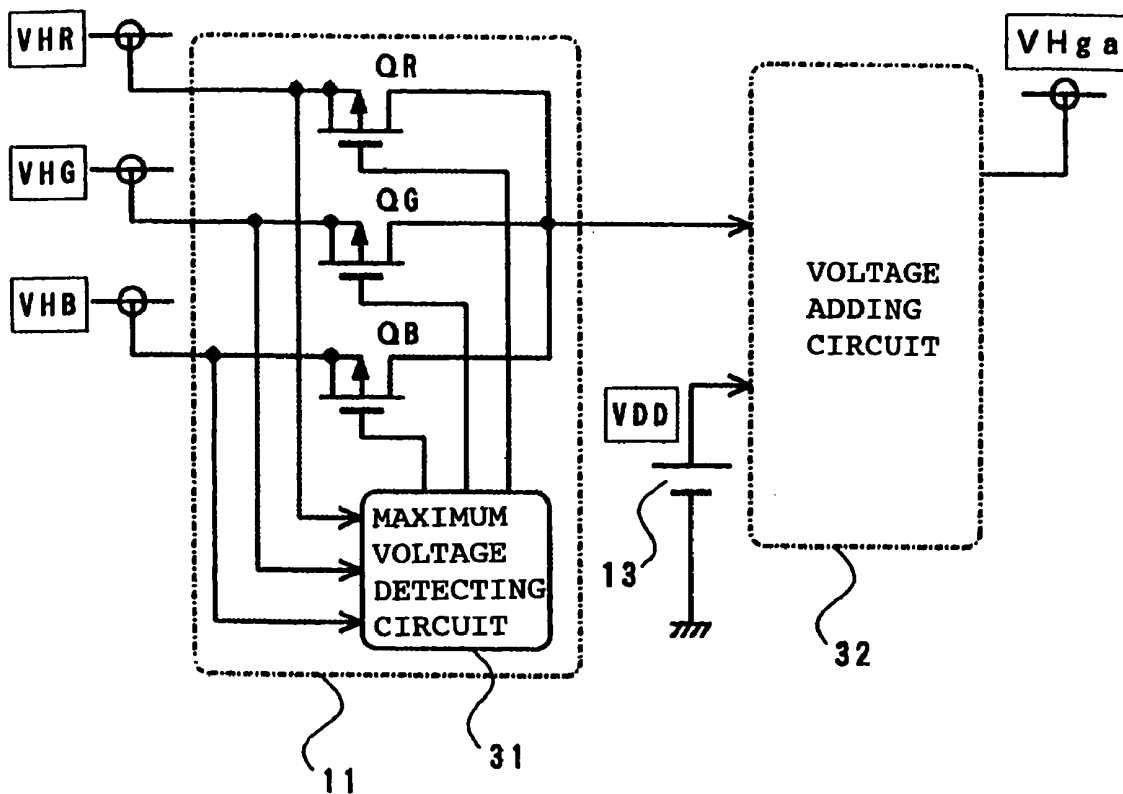 VHR
VHG
VHB
QR
QG
QB
MAXIMUM
VOLTAGE
DETECTING
CIRCUIT
11
31
VDD
13
VOLTAGE
ADDING
CIRCUIT
32
VHga